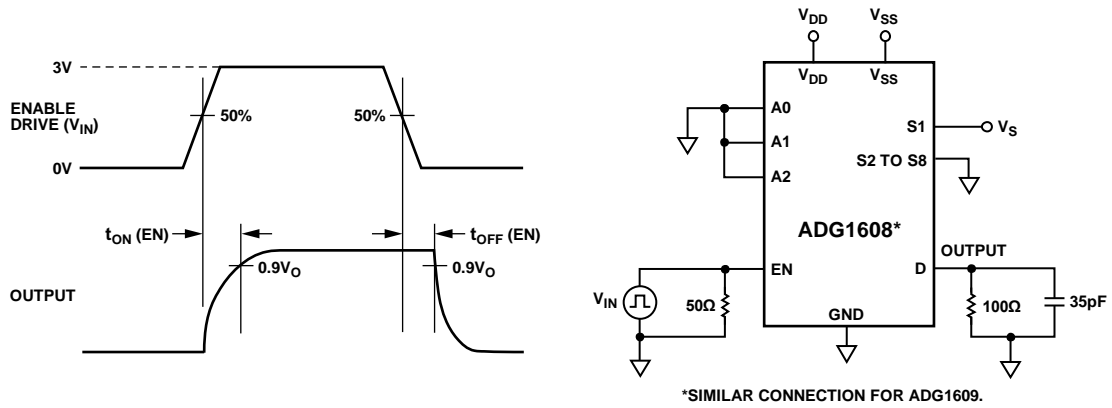 3V
ENABLE
DRIVE (VIN)
50%
50%
0V
tON (EN)
tOFF (EN)
0.9VO
0.9VO
OUTPUT
VDD
VSS
VDD
VSS
A0
A1
A2
S1
VS
S2 TO S8
ADG1608*
OUTPUT
EN
D
VIN
50Ω
GND
100Ω
35pF
*SIMILAR CONNECTION FOR ADG1609.